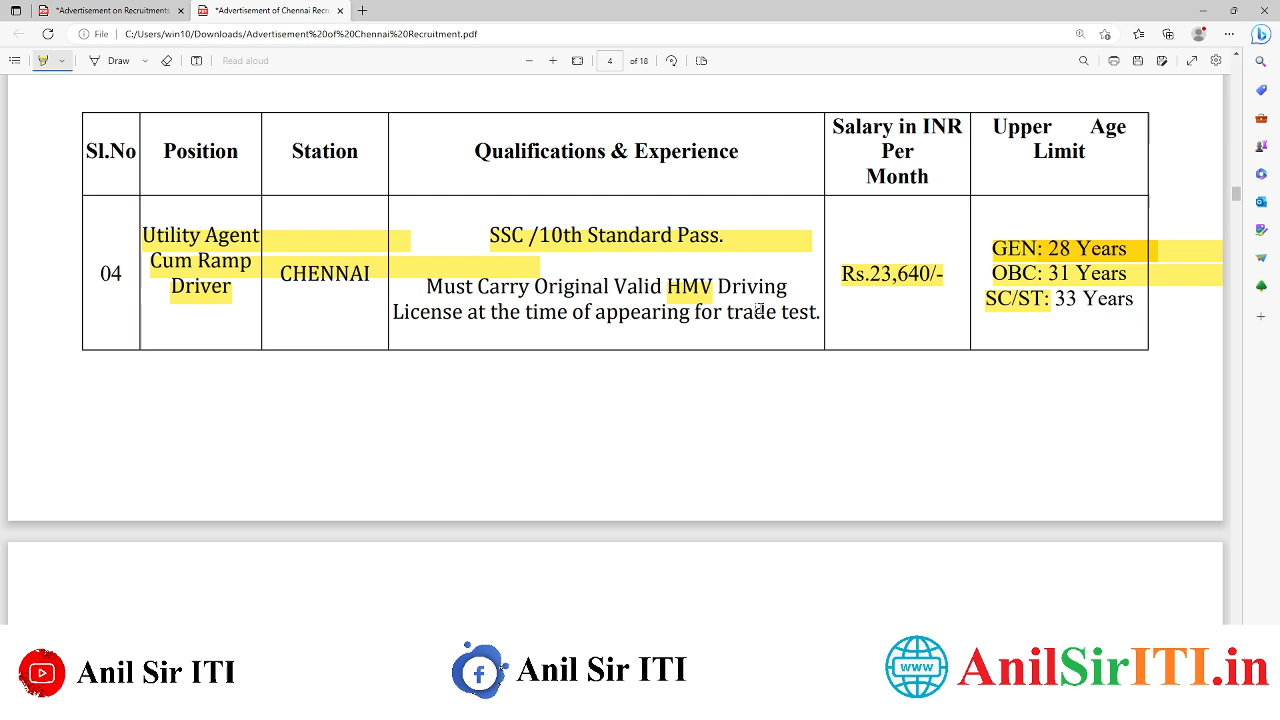 *Advertisement on Recruitments
*Advertisement of Chennai Recru
File
C:/Users/win10/Downloads/Advertisement%20of%20Chennai%20Recruitment.pdf
Draw
Read aloud
4
of 18
Sl.No
Position
Station
Qualifications & Experience
Salary in INR
Per
Month
Upper Age
Limit
04
Utility Agent
Cum Ramp
Driver
CHENNAI
SSC /10th Standard Pass.
Must Carry Original Valid HMV Driving
License at the time of appearing for trade test.
Rs.23,640/-
GEN: 28 Years
OBC: 31 Years
SC/ST: 33 Years
Anil Sir ITI
Anil Sir ITI
www
AnilSirITI.in